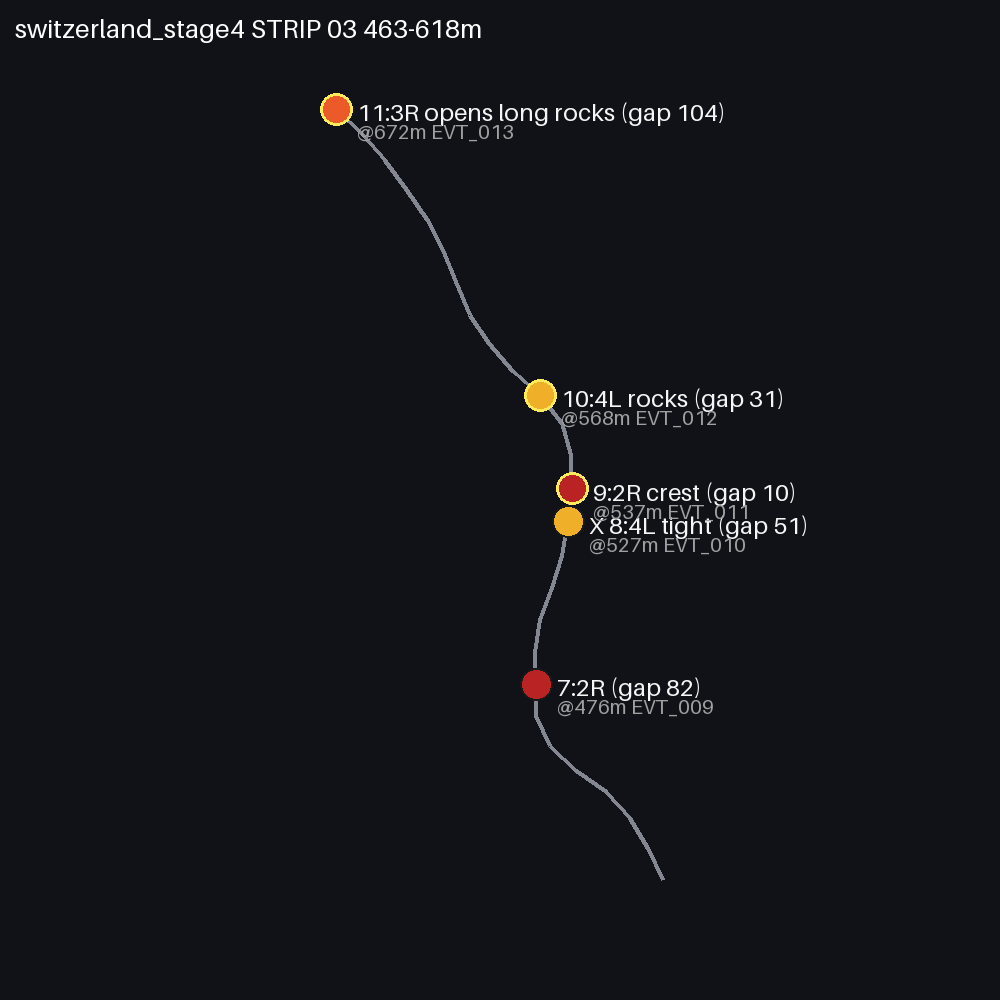 switzerland_stage4 STRIP 03 463-618m
11:3R opens long rocks (gap 104)
@672m EVT_013
10:4L rocks (gap 31)
@568m EVT_012
9:2R crest (gap 10)
@537m EVT_011
X 8:4L tight (gap 51)
@527m EVT_010
7:2R (gap 82)
@476m EVT_009